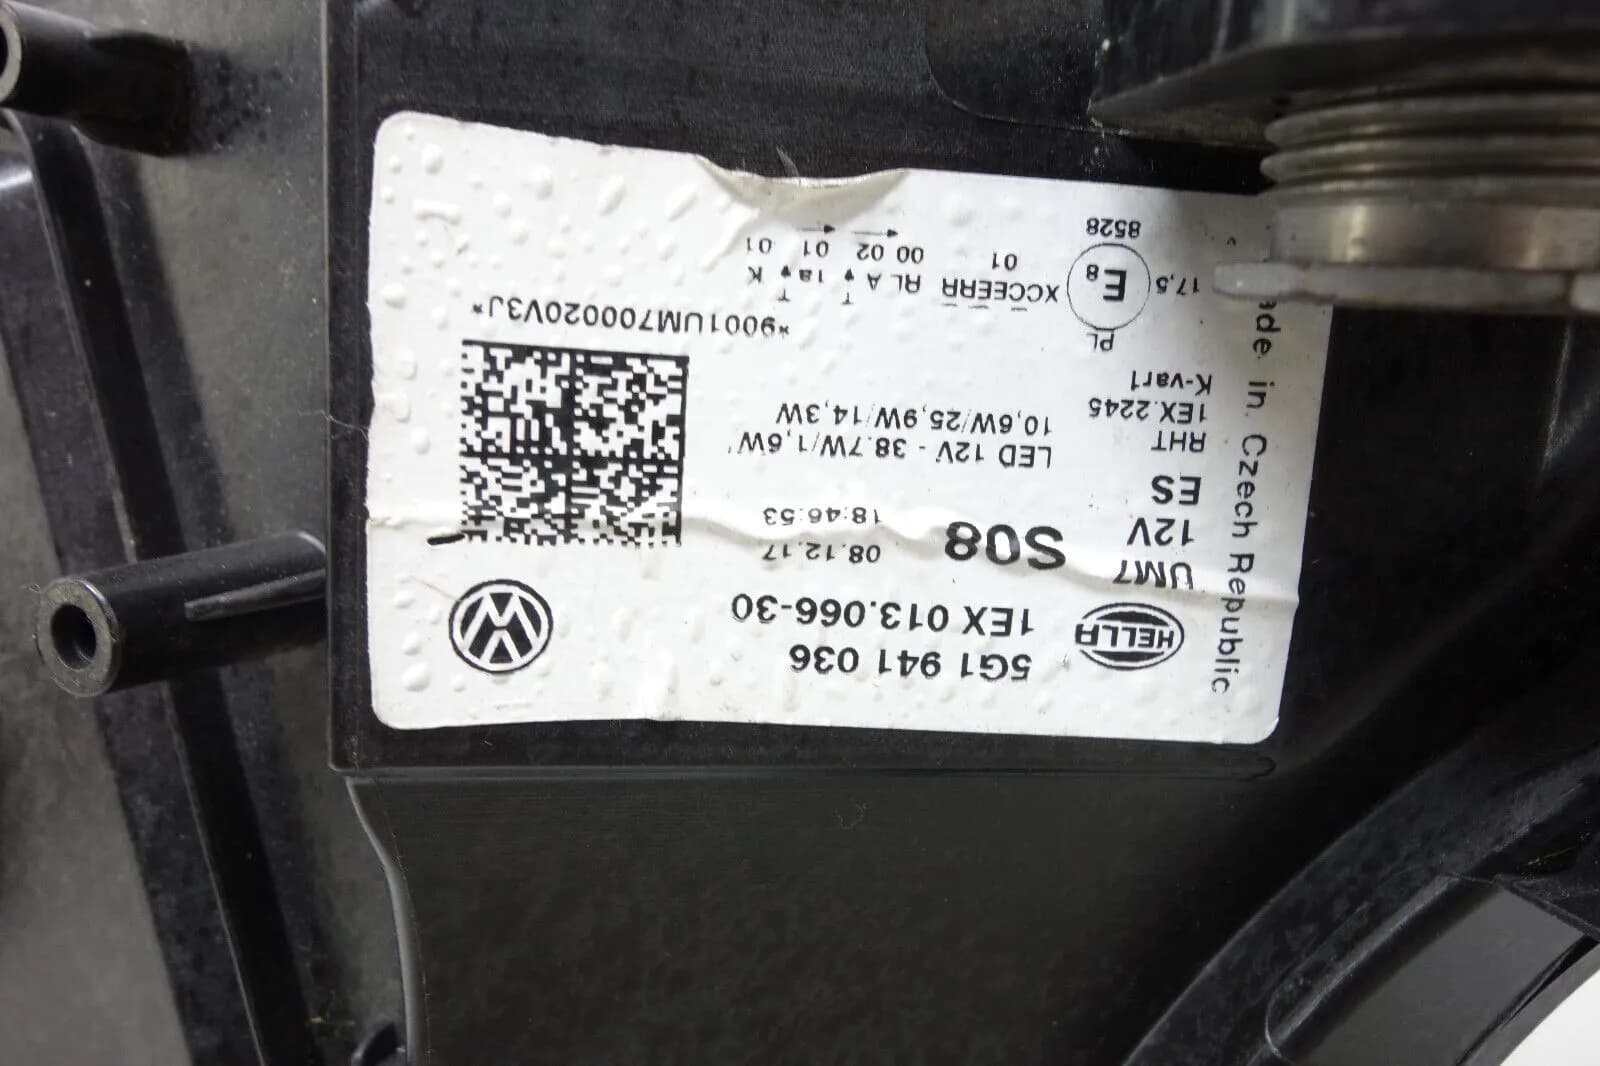 5G1 941 036
1EX 013.066-30
HELLA
UM7
12V
ES
S08
08.12.17
18:46:53
RHT
1EX.2245
K-var1
LED 12V - 38.7W/1,6W
10,6W/25,9W/14,3W
*9001UM700020V3J*
PL
17,5
E8
8528
XCCEERR RL A 1a K
01 00 02 01 01
T T T
in. Czech Republic